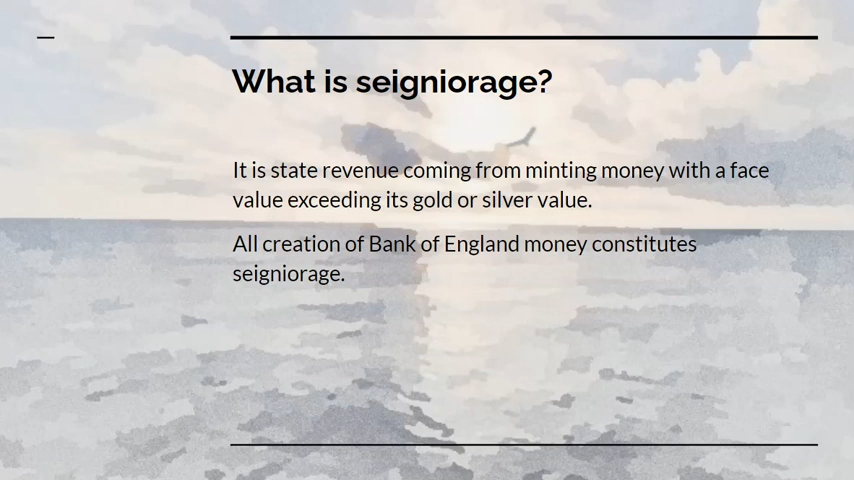 What is seigniorage?
It is state revenue coming from minting money with a face
value exceeding its gold or silver value.
All creation of Bank of England money constitutes
seigniorage.